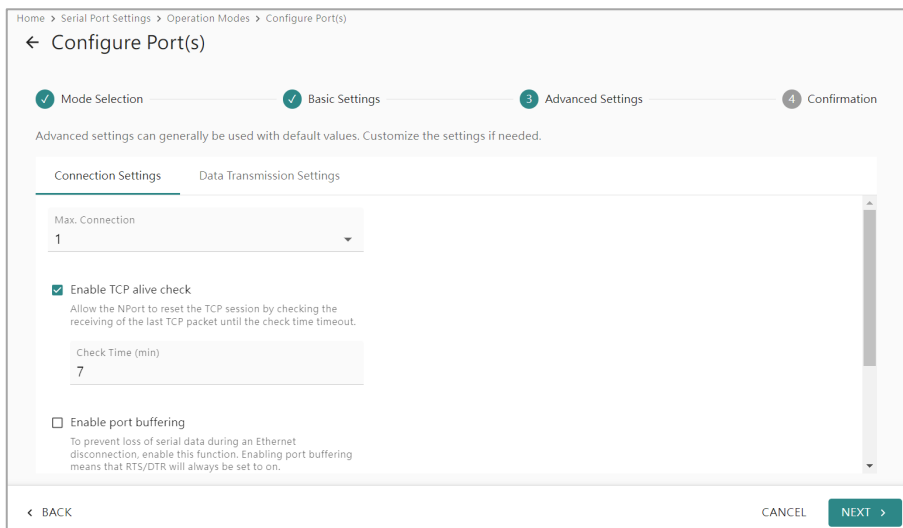 Home > Serial Port Settings > Operation Modes > Configure Port(s)
← Configure Port(s)
✓ Mode Selection ✓ Basic Settings 3 Advanced Settings 4 Confirmation
Advanced settings can generally be used with default values. Customize the settings if needed.
Connection Settings Data Transmission Settings
Max. Connection
1
Enable TCP alive check
Allow the NPort to reset the TCP session by checking the
receiving of the last TCP packet until the check time timeout.
Check Time (min)
7
Enable port buffering
To prevent loss of serial data during an Ethernet
disconnection, enable this function. Enabling port buffering
means that RTS/DTR will always be set to on.
< BACK CANCEL NEXT >